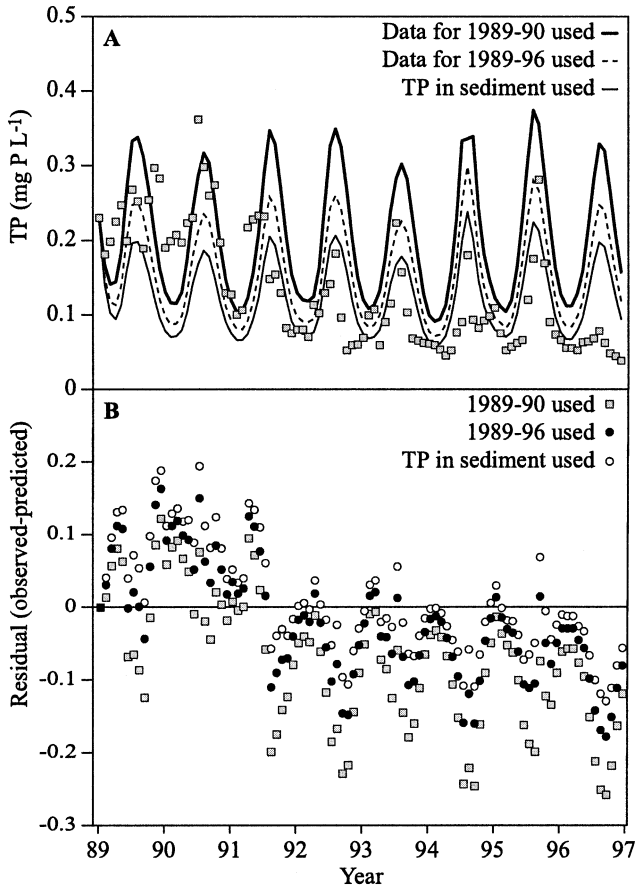 A
Data for 1989-90 used
Data for 1989-96 used
TP in sediment used
TP (mg P L-1)
0.5
0.4
0.3
0.2
0.1
0
B
1989-90 used
1989-96 used
TP in sediment used
Residual (observed-predicted)
0.2
0.1
0
-0.1
-0.2
-0.3
89 90 91 92 93 94 95 96 97
Year